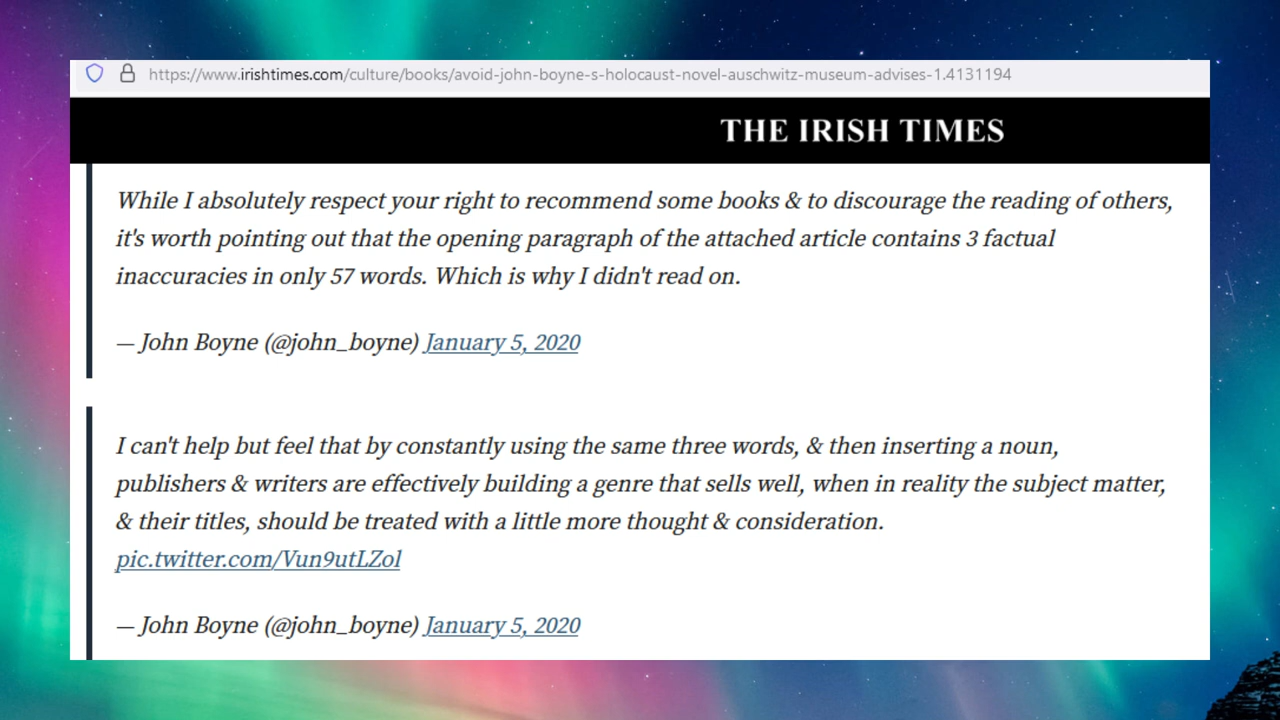 https://www.irishtimes.com/culture/books/avoid-john-boyne-s-holocaust-novel-auschwitz-museum-advises-1.4131194
THE IRISH TIMES
While I absolutely respect your right to recommend some books & to discourage the reading of others,
it's worth pointing out that the opening paragraph of the attached article contains 3 factual
inaccuracies in only 57 words. Which is why I didn't read on.
— John Boyne (@john_boyne) January 5, 2020
I can't help but feel that by constantly using the same three words, & then inserting a noun,
publishers & writers are effectively building a genre that sells well, when in reality the subject matter,
& their titles, should be treated with a little more thought & consideration.
pic.twitter.com/Vun9utLZol
— John Boyne (@john_boyne) January 5, 2020